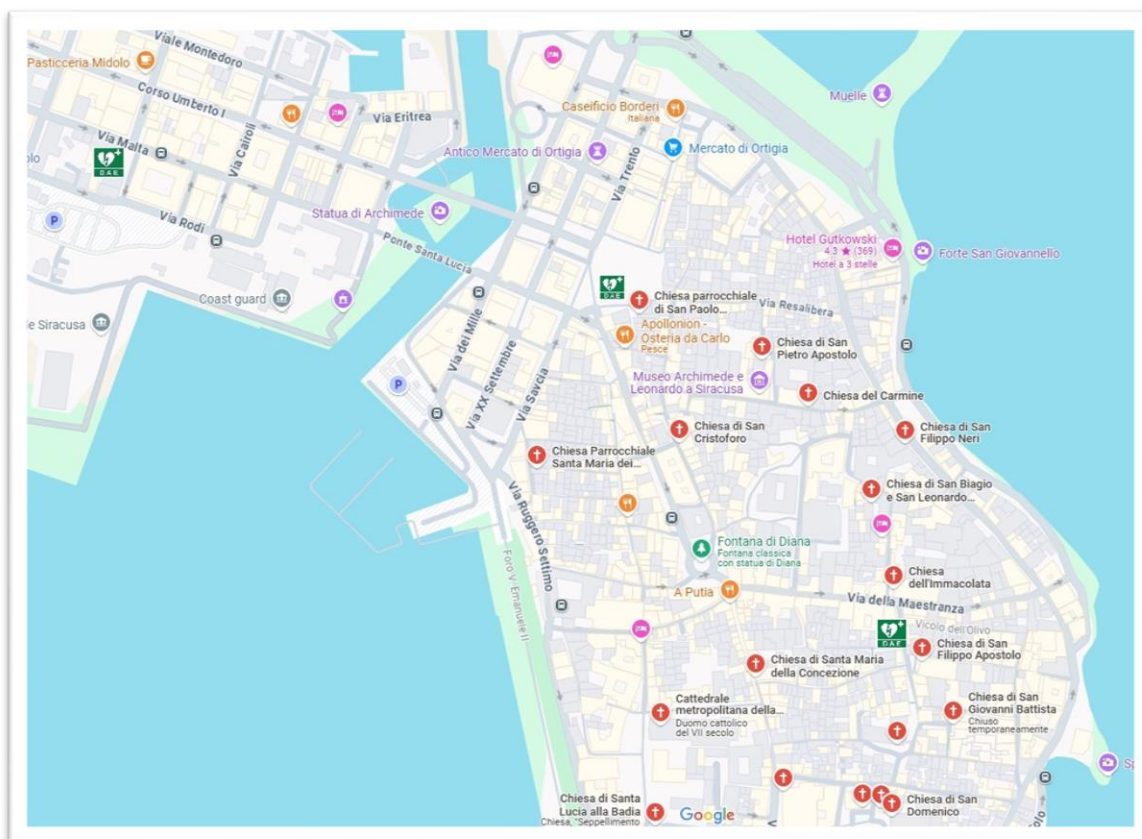 Viale Montedoro
Pasticceria Midolo
Corso Umberto I
Via Malta
Via Cairoli
Via Eritrea
DAE
Via Rodi
P
Statua di Archimede
Ponte Santa Lucia
Coast guard
e Siracusa
Caseificio Borderi
Italiana
Antico Mercato di Ortigia
Mercato di Ortigia
Via Trento
Muelle
Hotel Gutkowski
4.3 ★ (369)
Hotel a 3 stelle
Forte San Giovannello
DAE
Chiesa parrocchiale
di San Paolo...
Via Resalibera
Apollonion -
Osteria da Carlo
Pesce
Chiesa di San
Pietro Apostolo
Museo Archimede e
Leonardo a Siracusa
Chiesa del Carmine
Via dei Mille
Via XX Settembre
Via Savoia
P
Chiesa di San
Cristoforo
Chiesa di San
Filippo Neri
Chiesa Parrocchiale
Santa Maria dei...
Chiesa di San Biagio
e San Leonardo...
Via Ruggero Settimo
Foro V. Emanuele II
Fontana di Diana
Fontana classica
con statua di Diana
Chiesa
dell'Immacolata
A Putia
Via della Maestranza
Vicolo dell'Olivo
DAE
Chiesa di San
Filippo Apostolo
Chiesa di Santa Maria
della Concezione
Cattedrale
metropolitana della...
Duomo cattolico
del VII secolo
Chiesa di San
Giovanni Battista
Chiuso
temporaneamente
Sp
Chiesa di Santa
Lucia alla Badia
Chiesa, "Seppellimento
Google
Chiesa di San
Domenico